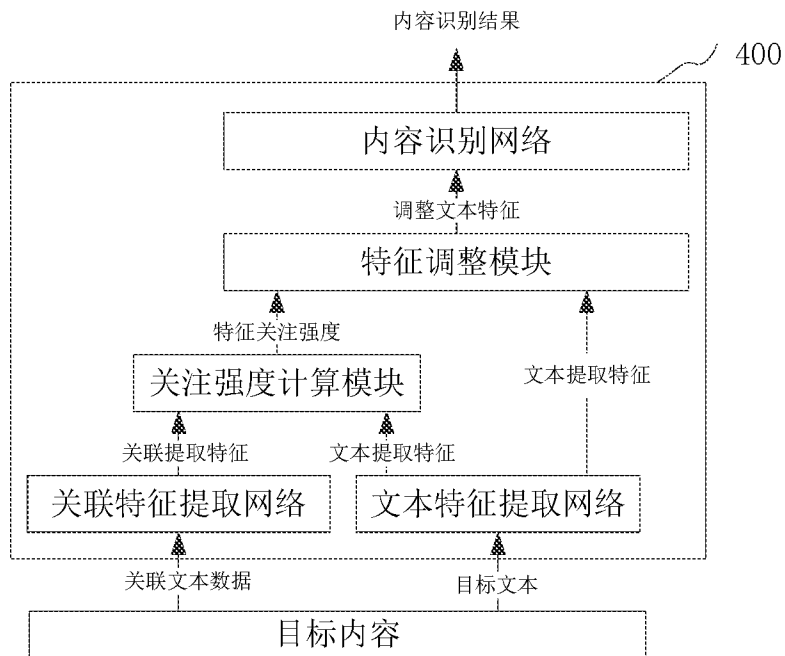 内容识别结果
400
内容识别网络
调整文本特征
特征调整模块
特征关注强度
关注强度计算模块
文本提取特征
关联提取特征
文本提取特征
关联特征提取网络
文本特征提取网络
关联文本数据
目标文本
目标内容